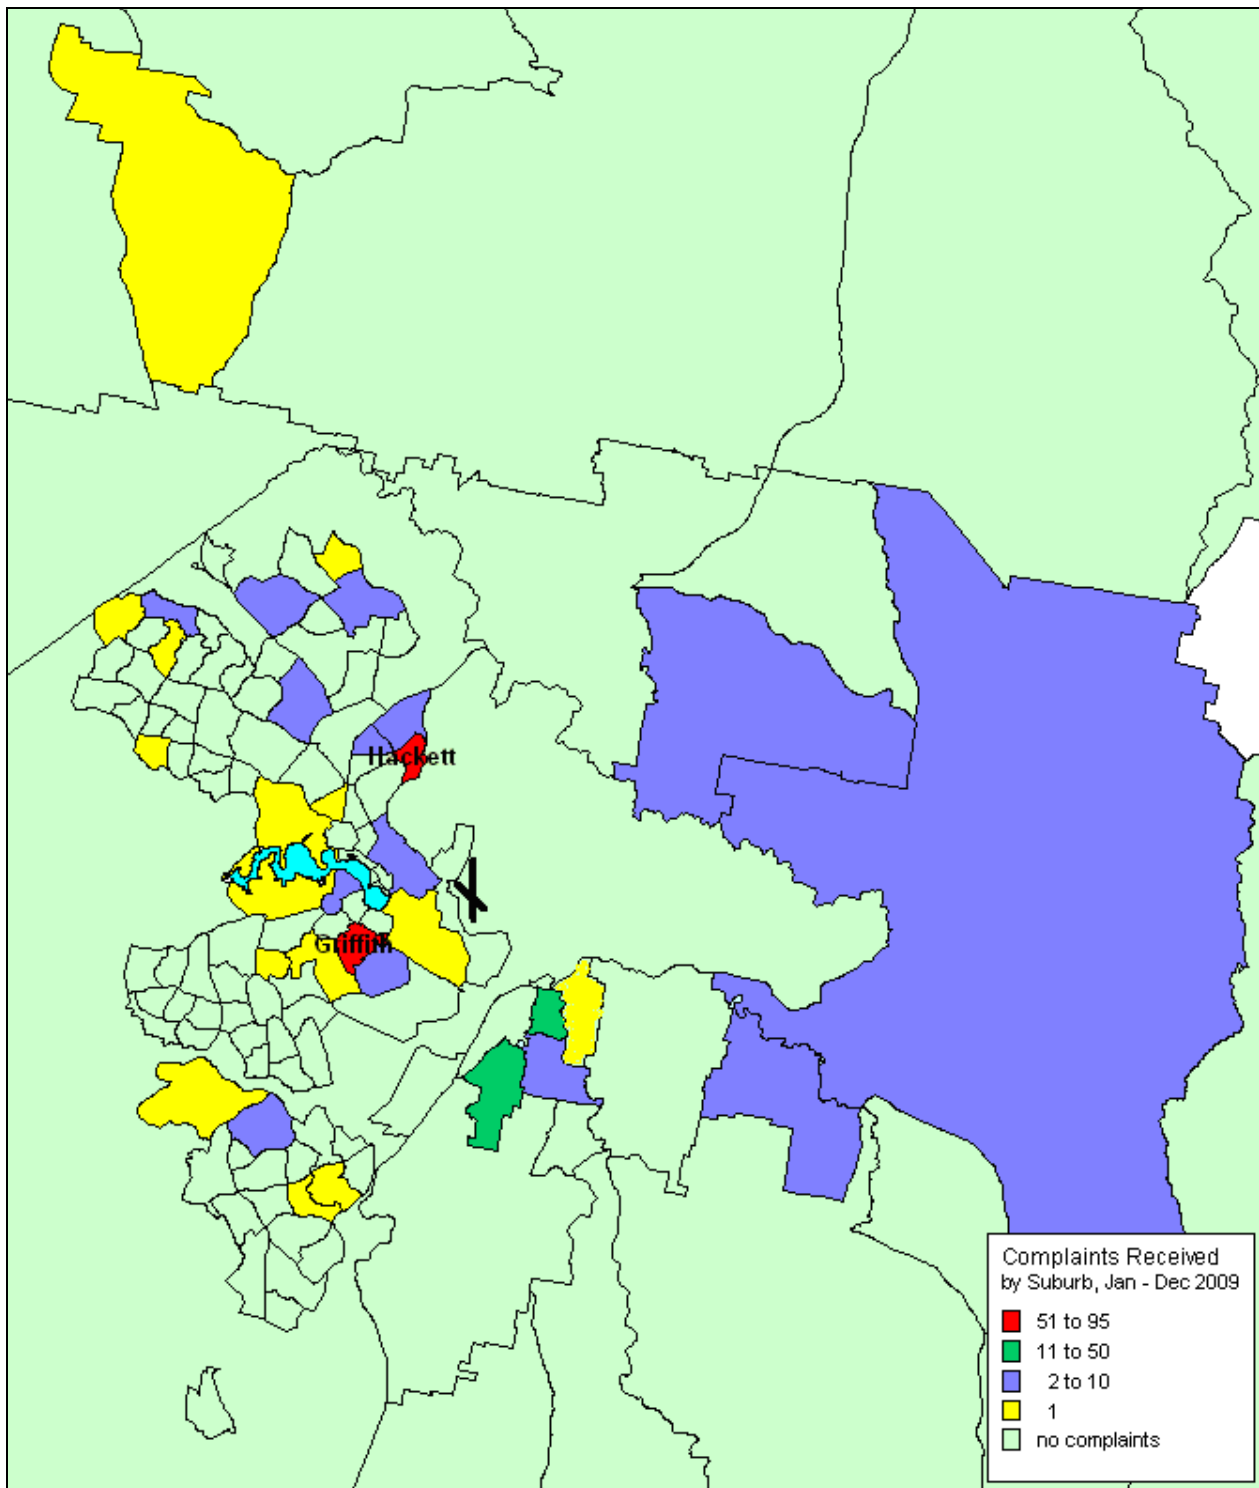 Hackett
Griffith
Complaints Received
by Suburb, Jan - Dec 2009
51 to 95
11 to 50
2 to 10
1
no complaints